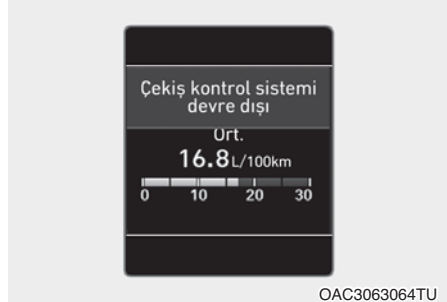 Çekiş kontrol sistemi
devre dışı
Ort.
16.8L/100km
0 10 20 30
OAC3063064TU